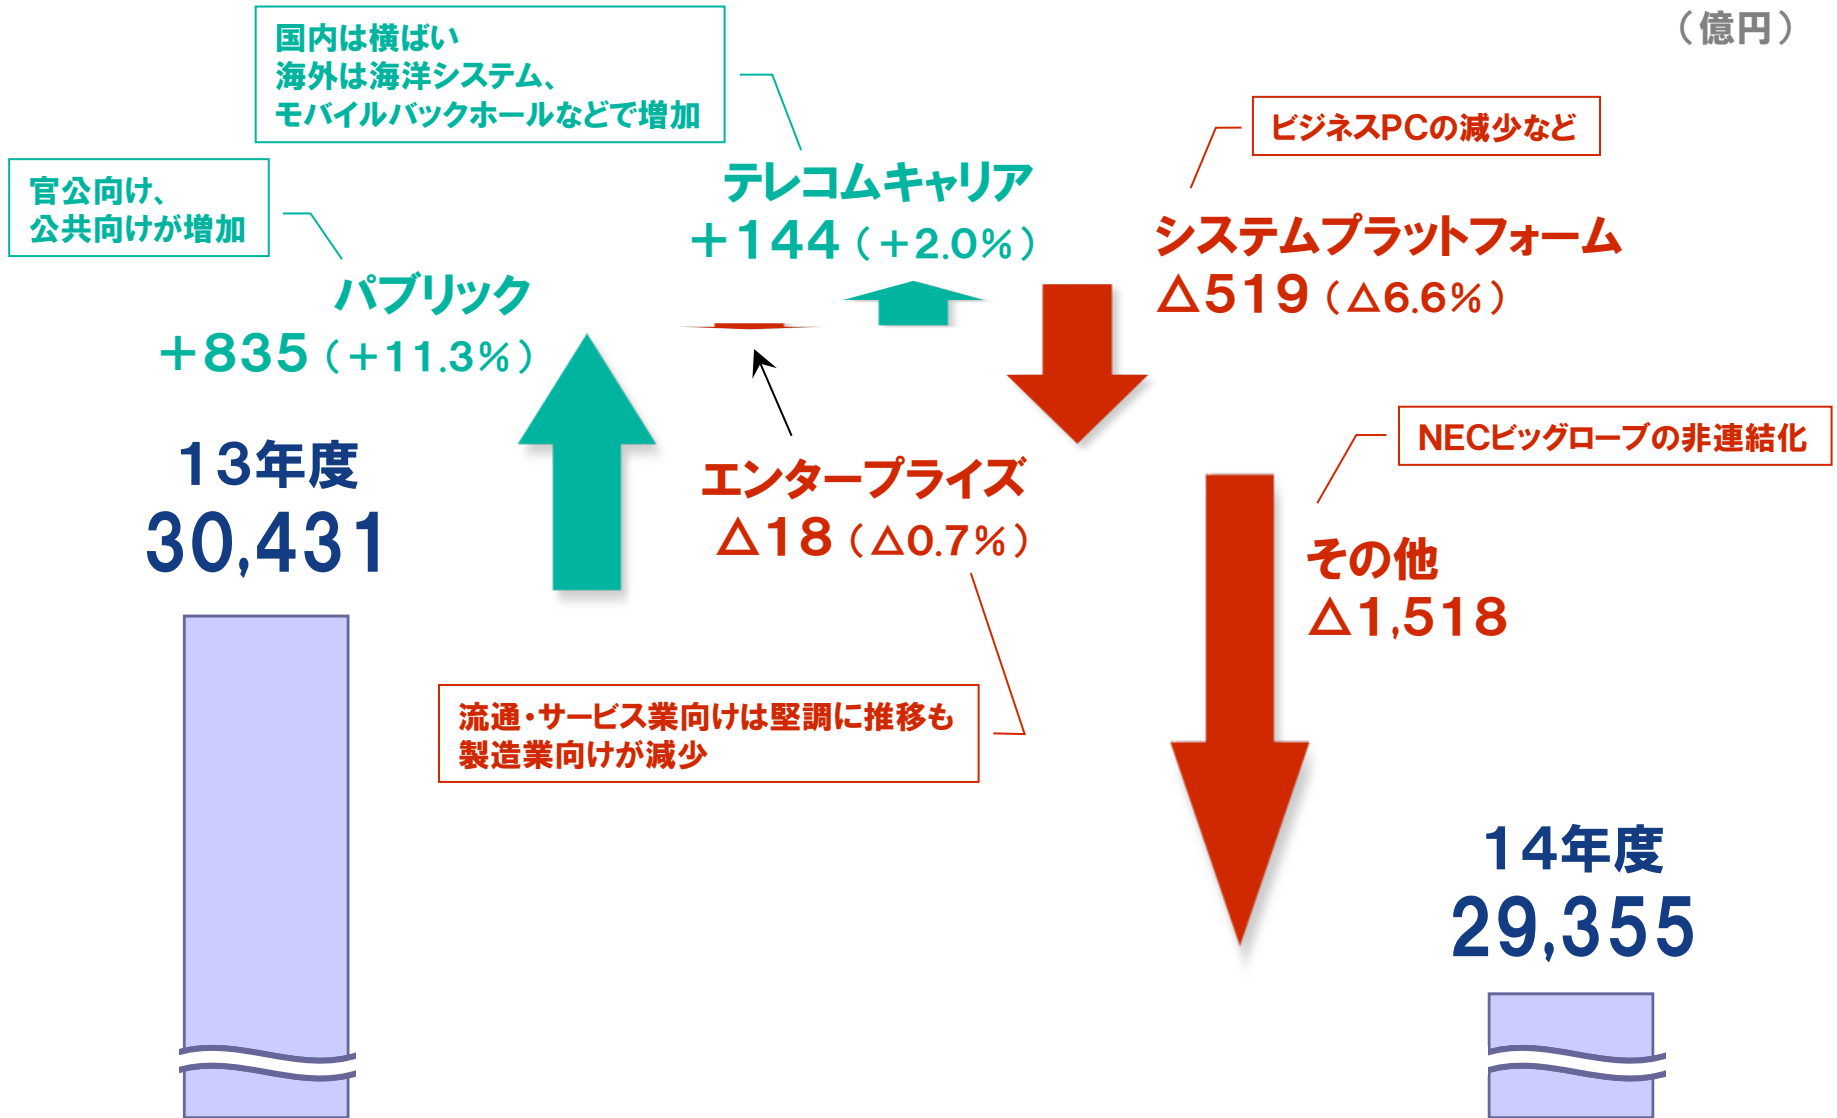 (億円)
国内は横ばい
海外は海洋システム、
モバイルバックホールなどで増加
ビジネスPCの減少など
官公向け、
公共向けが増加
テレコムキャリア
+144(+2.0%)
システムプラットフォーム
△519(△6.6%)
パブリック
+835(+11.3%)
NECビッグローブの非連結化
13年度
30,431
エンタープライズ
△18(△0.7%)
その他
△1,518
流通・サービス業向けは堅調に推移も
製造業向けが減少
14年度
29,355